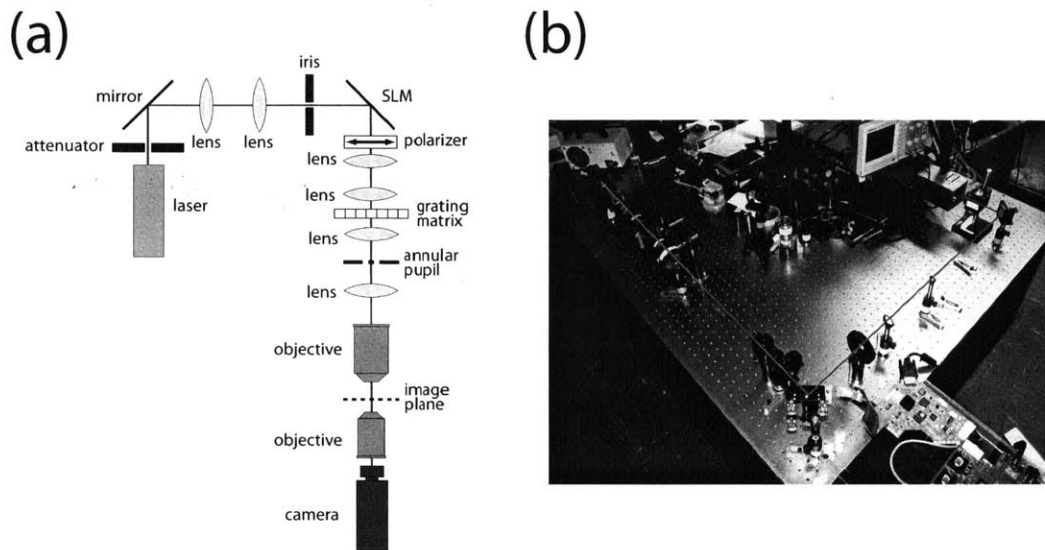 (a)
(b)
iris
mirror
SLM
attenuator
lens
lens
polarizer
lens
laser
lens
grating
matrix
lens
annular
pupil
lens
objective
image
plane
objective
camera